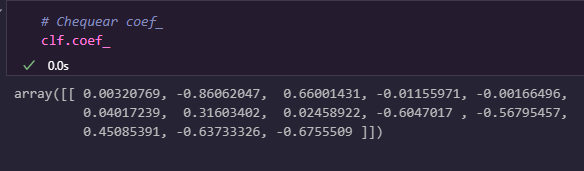 # Chequear coef_
clf.coef_
✓ 0.0s
array([[ 0.00320769, -0.86062047,  0.66001431, -0.01155971, -0.00166496,
         0.04017239,  0.31603402,  0.02458922, -0.6047017 , -0.56795457,
         0.45085391, -0.63733326, -0.6755509 ]])